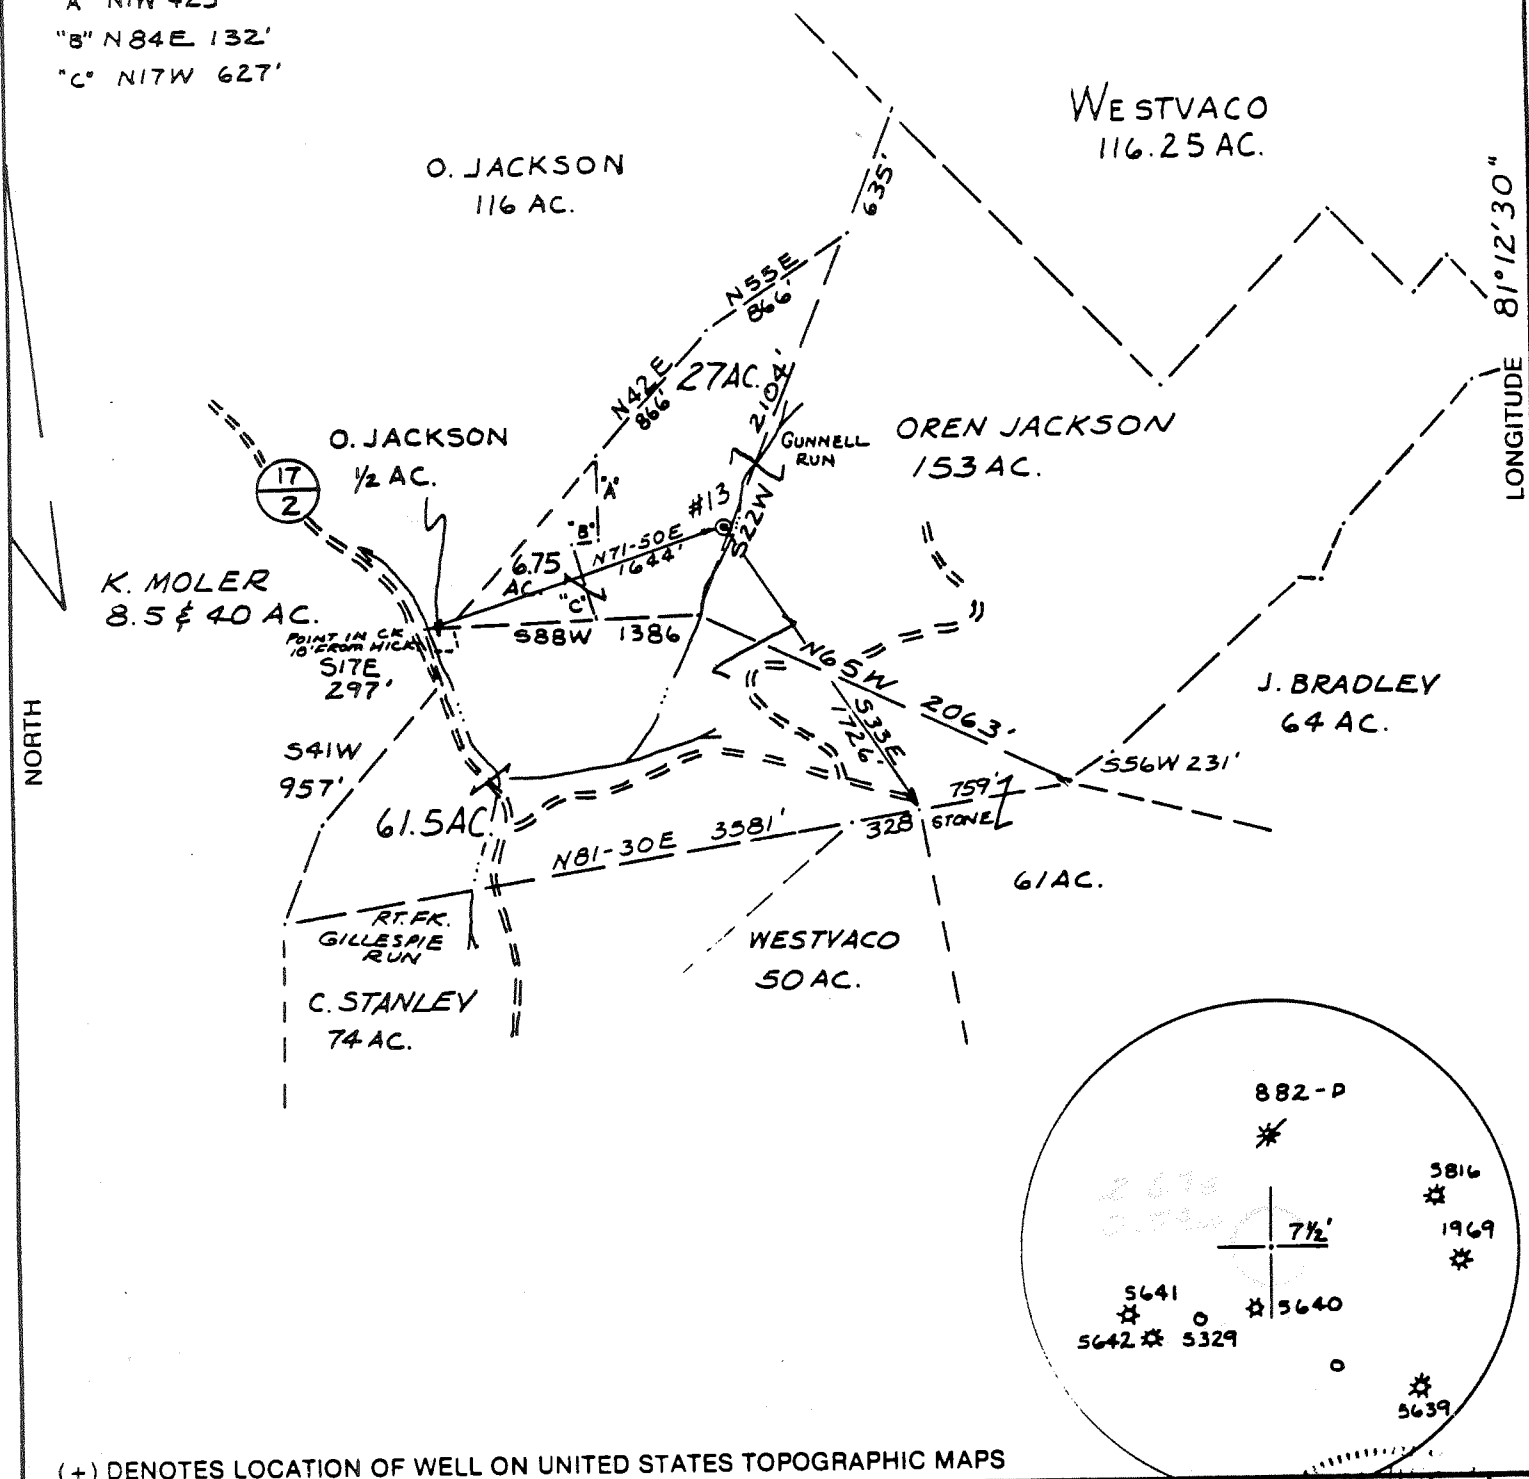 "B" N84E 132'
"C" N17W 627'
WESTVACO
116.25 AC.
O. JACKSON
116 AC.
635'
LONGITUDE 81°12'30"
N55E
866'
N42E
866'
27AC.
2104'
GUNNELL
RUN
OREN JACKSON
153 AC.
O. JACKSON
1/2 AC.
17
2
"A"
#13
S22W
"B"
N71-50E
1644'
6.75
AC.
"C"
K. MOLER
8.5 & 40 AC.
POINT IN CK
10' FROM HICK
SITE
297'
S88W 1386
N65W 2063'
J. BRADLEY
64 AC.
NORTH
S33E
1726'
S41W
957'
S56W 231'
759'
61.5AC.
328 STONE
N81-30E 3581'
61AC.
RT. FK.
GILLESPIE
RUN
WESTVACO
50 AC.
C. STANLEY
74 AC.
882-P
5816
7½'
1969
5641
5640
5642 5329
5639
(+) DENOTES LOCATION OF WELL ON UNITED STATES TOPOGRAPHIC MAPS